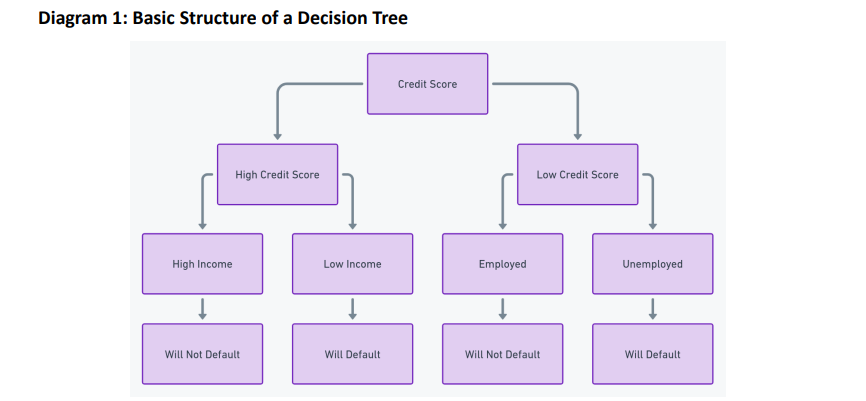 Diagram 1: Basic Structure of a Decision Tree
Credit Score
High Credit Score
Low Credit Score
High Income
Low Income
Employed
Unemployed
Will Not Default
Will Default
Will Not Default
Will Default